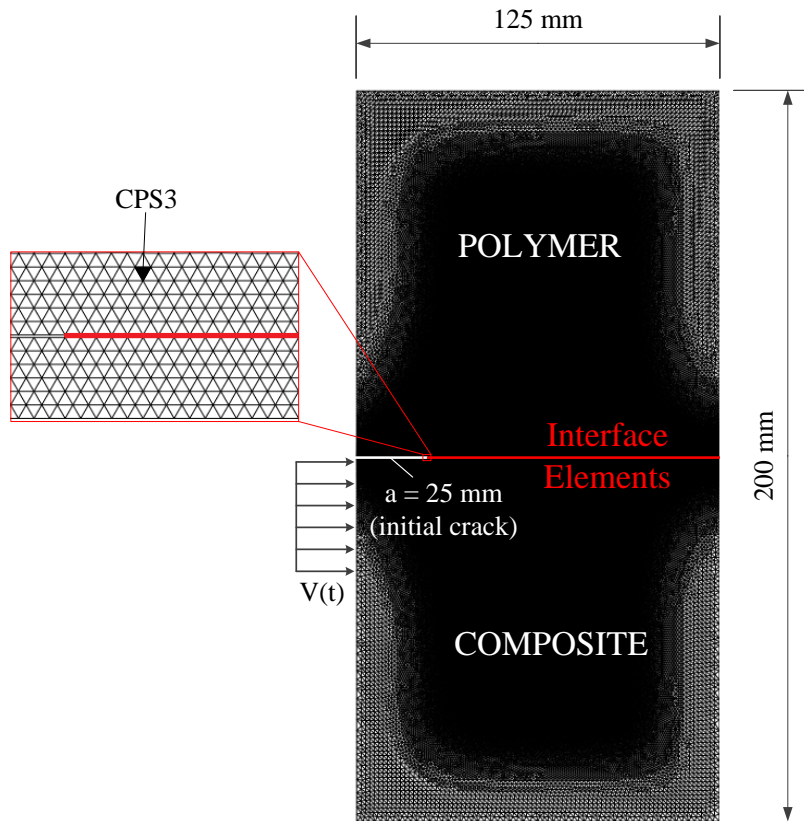 125 mm
CPS3
POLYMER
Interface
Elements
200 mm
a = 25 mm
(initial crack)
V(t)
COMPOSITE